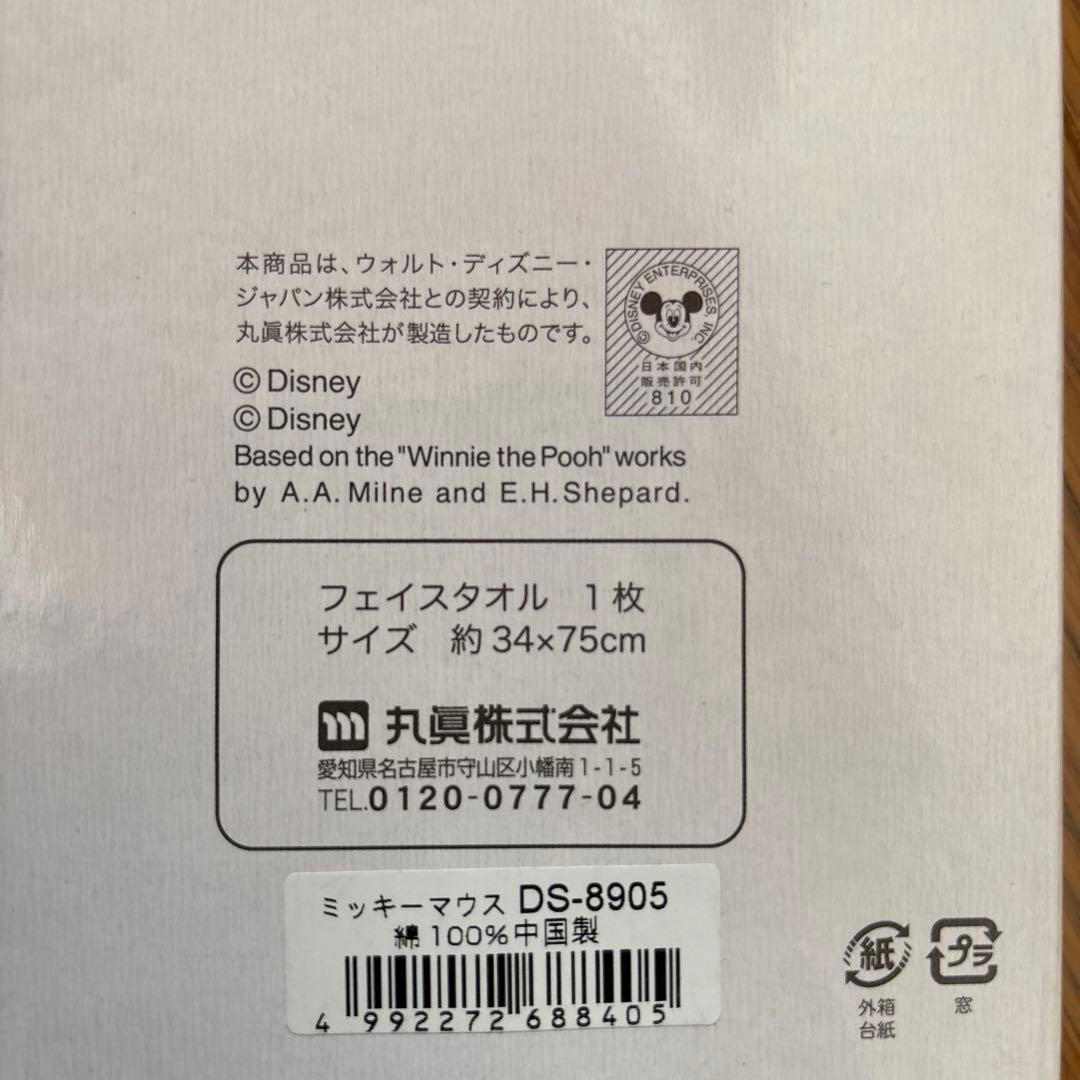 本商品は、ウォルト・ディズニー・
ジャパン株式会社との契約により、
丸眞株式会社が製造したものです。
©DISNEY ENTERPRISES, INC.
日本国内
販売許可
810
© Disney
© Disney
Based on the "Winnie the Pooh" works
by A.A. Milne and E.H. Shepard.
フェイスタオル 1枚
サイズ 約34×75cm
m 丸眞株式会社
愛知県名古屋市守山区小幡南1-1-5
TEL.0120-0777-04
ミッキーマウス DS-8905
綿100%中国製
4 992272 688405
紙
外箱
台紙
プラ
窓